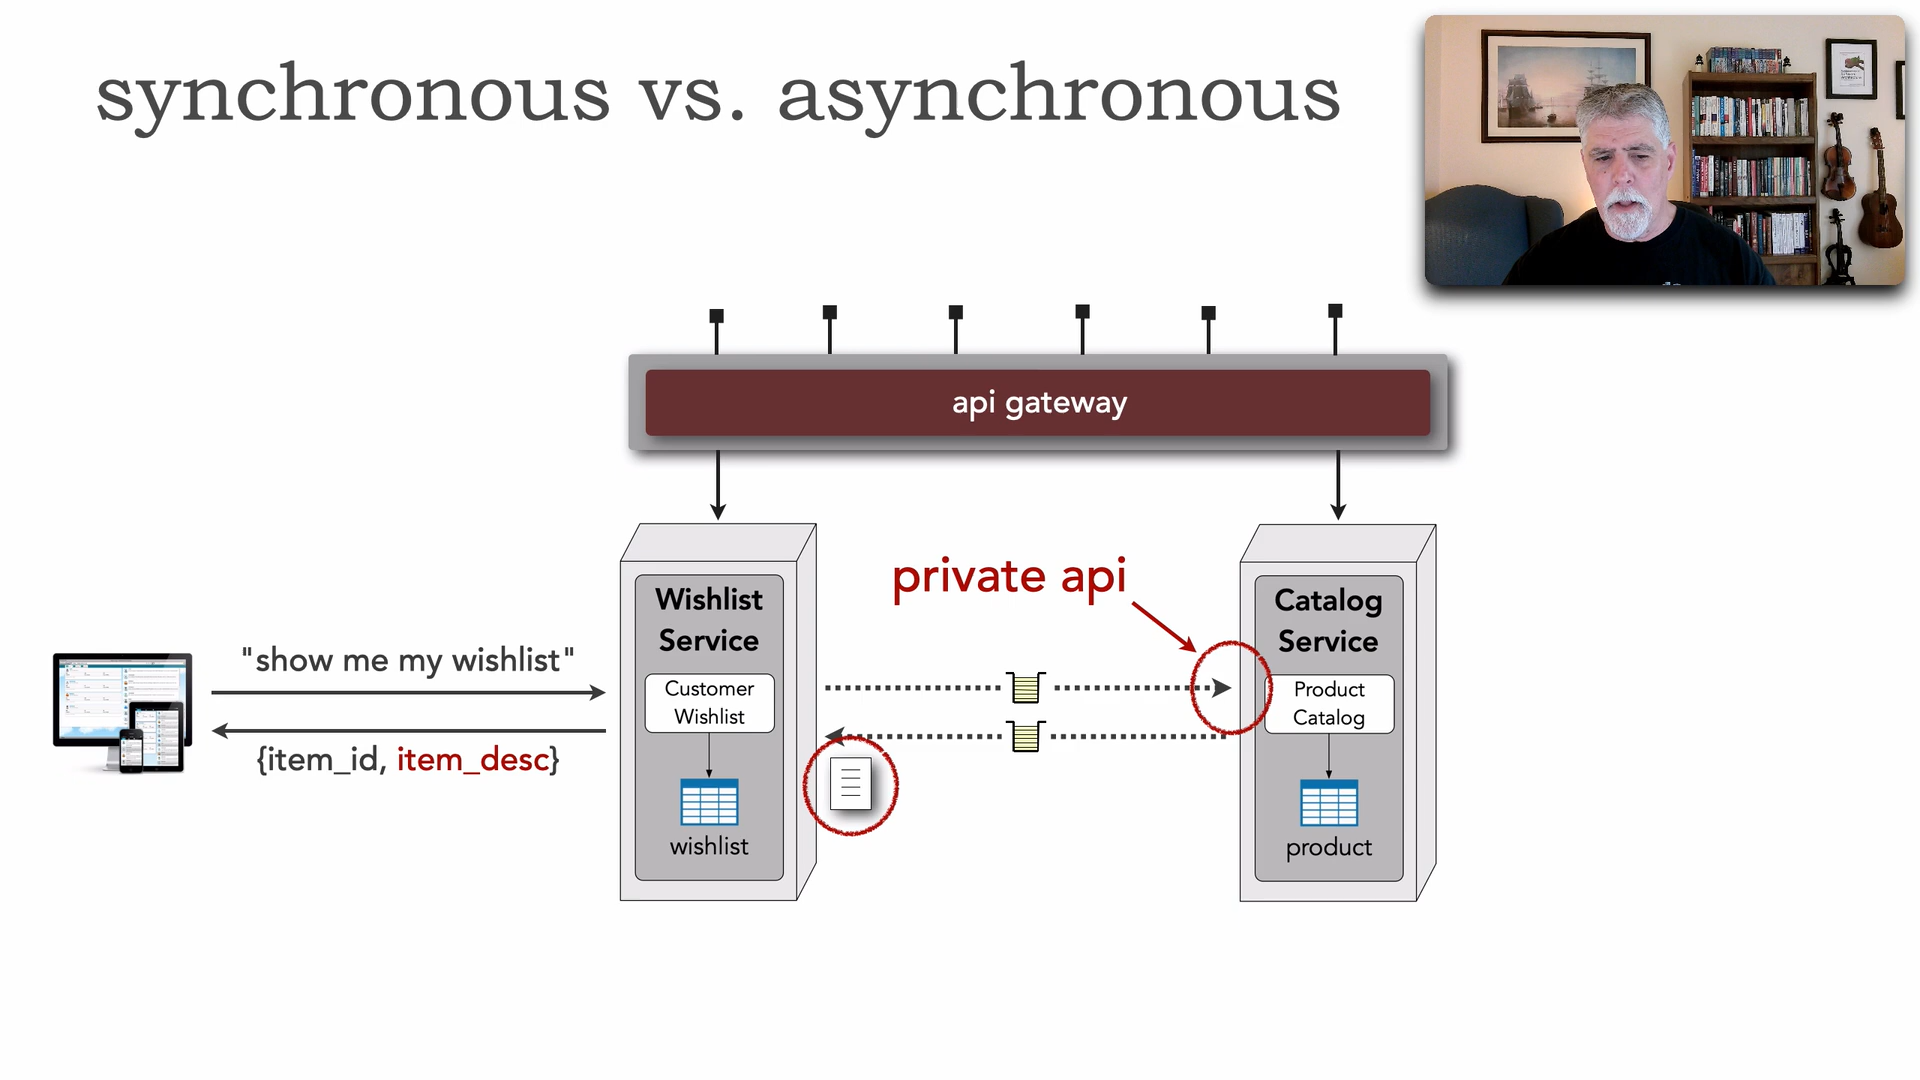 synchronous vs. asynchronous
api gateway
private api
Wishlist
Service
Customer
Wishlist
wishlist
Catalog
Service
Product
Catalog
product
"show me my wishlist"
{item_id, item_desc}